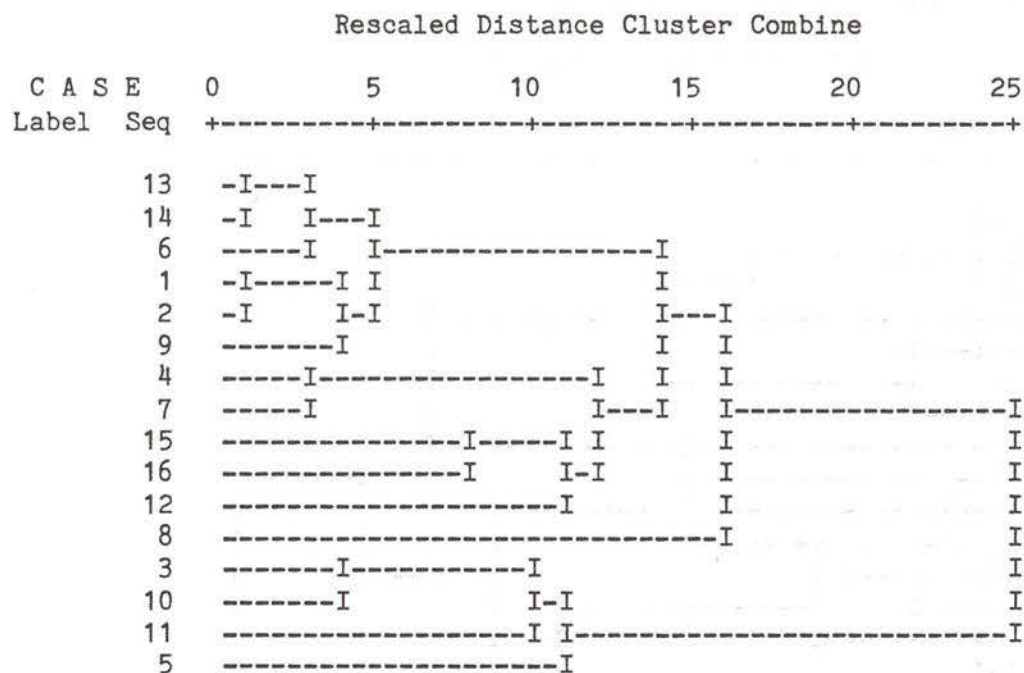 Rescaled Distance Cluster Combine
C A S E    0         5        10        15        20        25
Label  Seq  +---------+---------+---------+---------+---------+
        13   -I---I
        14   -I   I---I
         6   -----I   I-----------------I
         1   -I-----I I                 I
         2   -I     I-I                 I---I
         9   -------I                   I   I
         4   -----I-----------------I   I   I
         7   -----I                 I---I   I-----------------I
        15   ---------------I-----I I       I                 I
        16   ---------------I     I-I       I                 I
        12   ---------------------I         I                 I
         8   -------------------------------I                 I
         3   -------I-----------I                             I
        10   -------I           I-I                           I
        11   -------------------I I---------------------------I
         5   ---------------------I